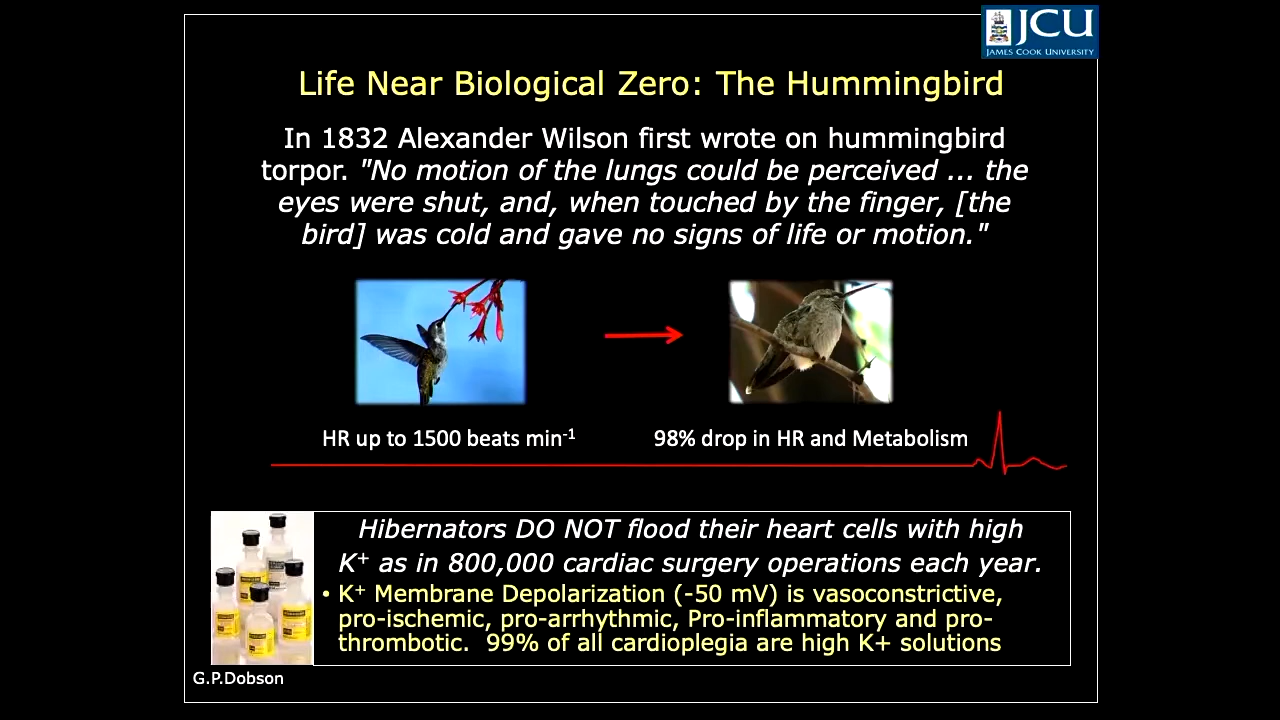 JCU
JAMES COOK UNIVERSITY
Life Near Biological Zero: The Hummingbird
In 1832 Alexander Wilson first wrote on hummingbird
torpor. "No motion of the lungs could be perceived ... the
eyes were shut, and, when touched by the finger, [the
bird] was cold and gave no signs of life or motion."
HR up to 1500 beats min⁻¹
98% drop in HR and Metabolism
Hibernators DO NOT flood their heart cells with high
K⁺ as in 800,000 cardiac surgery operations each year.
• K⁺ Membrane Depolarization (-50 mV) is vasoconstrictive,
pro-ischemic, pro-arrhythmic, Pro-inflammatory and pro-
thrombotic.  99% of all cardioplegia are high K+ solutions
G.P.Dobson